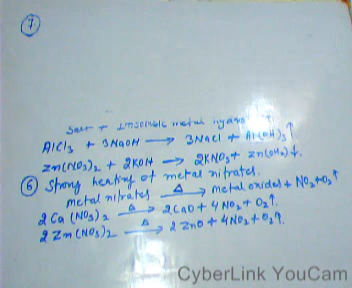 7
Salt + Insoluble metal hydro
AlCl₃ + 3NaOH ⟶ 3NaCl + Al(OH)₃↑
Zn(NO₃)₂ + 2KOH ⟶ 2KNO₃ + Zn(OH)₂↓.
6 Strong heating of metal nitrates.
Metal nitrates —Δ→ Metal oxides + NO₂ + O₂↑
2Ca(NO₃)₂ —Δ→ 2CaO + 4NO₂ + O₂↑.
2Zn(NO₃)₂ —Δ→ 2ZnO + 4NO₂ + O₂↑.
CyberLink YouCam